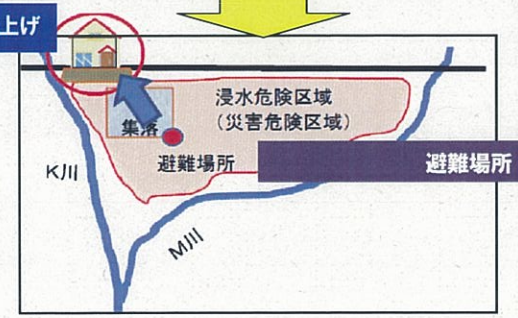 上げ
浸水危険区域
(災害危険区域)
集落
避難場所
避難場所
K川
M川